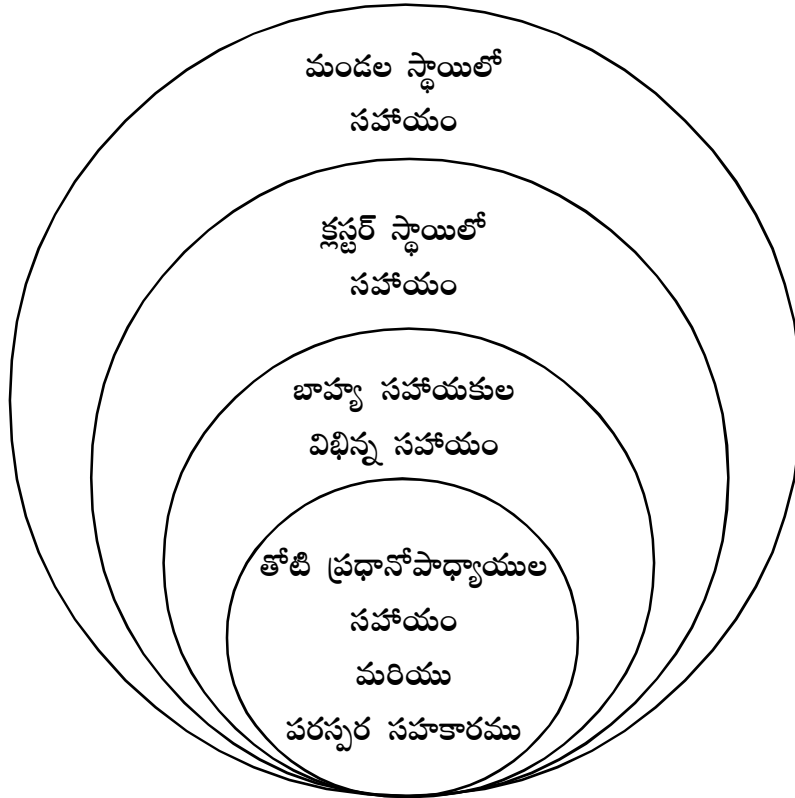 మండల స్థాయిలో
సహాయం
క్లస్టర్ స్థాయిలో
సహాయం
బాహ్య సహాయకుల
విభిన్న సహాయం
తోటి ప్రధానోపాధ్యాయుల
సహాయం
మరియు
పరస్పర సహకారము